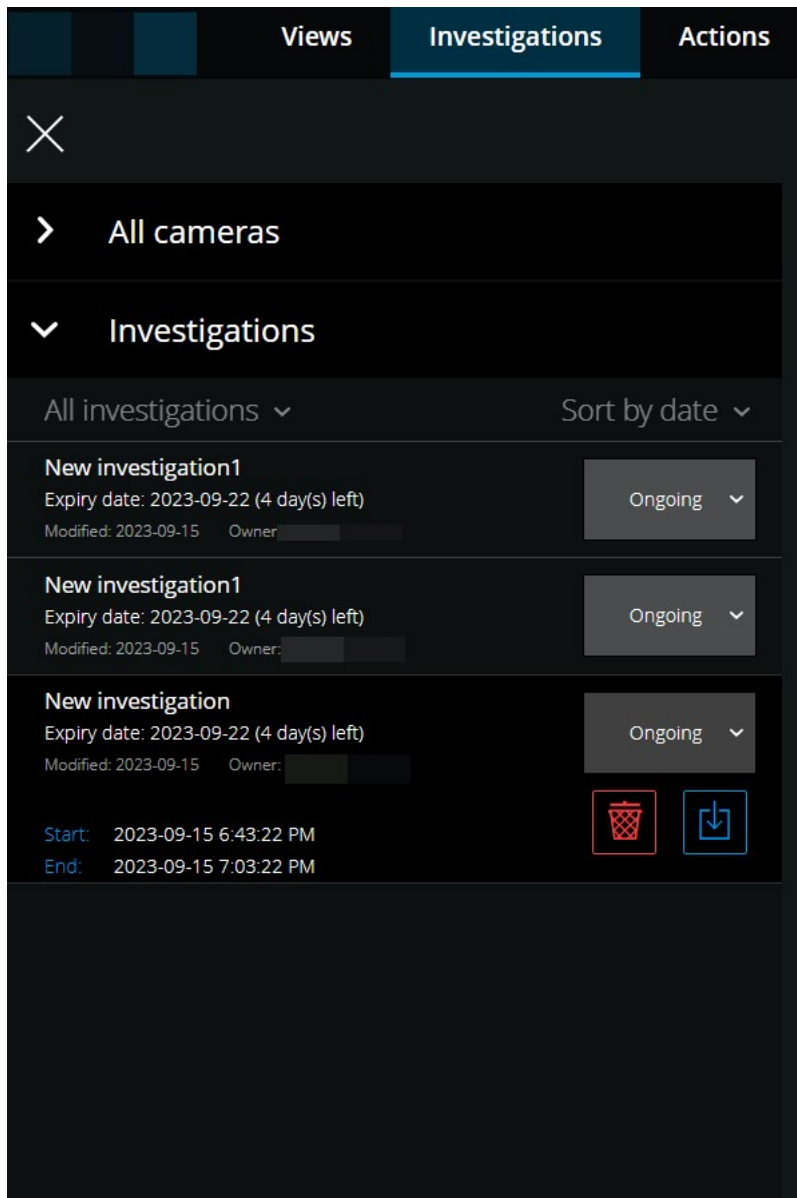 Views Investigations Actions
All cameras
Investigations
All investigations Sort by date
New investigation1
Expiry date: 2023-09-22 (4 day(s) left)
Ongoing
Modified: 2023-09-15 Owner
New investigation1
Expiry date: 2023-09-22 (4 day(s) left)
Ongoing
Modified: 2023-09-15 Owner:
New investigation
Expiry date: 2023-09-22 (4 day(s) left)
Ongoing
Modified: 2023-09-15 Owner:
Start: 2023-09-15 6:43:22 PM
End: 2023-09-15 7:03:22 PM